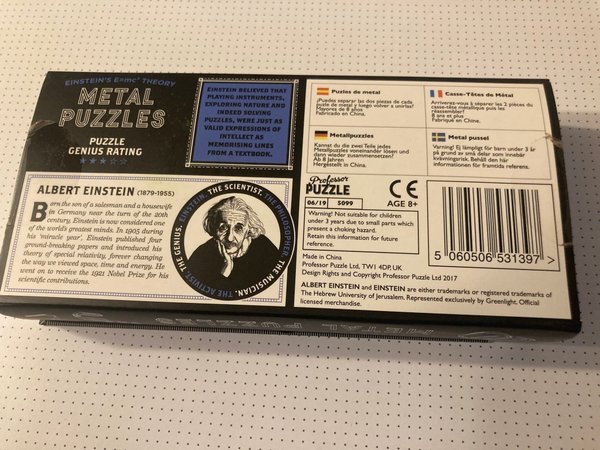 EINSTEIN'S E=mc² THEORY
METAL
PUZZLES
PUZZLE
GENIUS RATING
EINSTEIN BELIEVED THAT
PLAYING INSTRUMENTS,
EXPLORING NATURE AND
INDEED SOLVING
PUZZLES, WERE JUST AS
VALID EXPRESSIONS OF
INTELLECT AS
MEMORISING LINES
FROM A TEXTBOOK.
ALBERT EINSTEIN (1879-1955)
Born the son of a salesman and a housewife
in Germany near the turn of the 20th
century, Einstein is now considered one
of the world's greatest minds. In 1905 during
his 'miracle year', Einstein published four
ground-breaking papers and introduced his
theory of special relativity, forever changing
the way we viewed space, time and energy. He
went on to receive the 1921 Nobel Prize for his
scientific contributions.
EINSTEIN. THE SCIENTIST. THE PHILOSOPHER. THE MUSICIAN. THE ACTIVIST. THE GENIUS.
Puzles de metal
¿Puedes separar las dos piezas de cada
puzle de metal y luego volver a unirlas?
Mayores de 8 años
Fabricado en China.
Casse-Têtes de Métal
Arriverez-vous à séparer les 2 pièces du
casse-tête métallique puis les
réassembler?
8 ans et plus
Fabriqué en Chine.
Metallpuzzles
Kannst du die zwei Teile jedes
Metallpuzzles voneinander lösen und
dann wieder zusammensetzen?
Ab 8 Jahren
Hergestellt in China.
Metal pussel
Varning! Ej lämpligt för barn under 3 år
på grund av små delar som innebär
kvävningsrisk. Behåll den här
informationen för framtida referens.
Professor
PUZZLE
06/19 5099
CE
AGE 8+
Warning! Not suitable for children
under 3 years due to small parts which
present a choking hazard.
Retain this information for future
reference.
5 060506 531397 >
Made in China
Professor Puzzle Ltd, TW1 4DP, UK
Design Rights and Copyright Professor Puzzle Ltd 2017
ALBERT EINSTEIN and EINSTEIN are either trademarks or registered trademarks of
The Hebrew University of Jerusalem. Represented exclusively by Greenlight. Official
licensed merchandise.
METAL PUZZLES